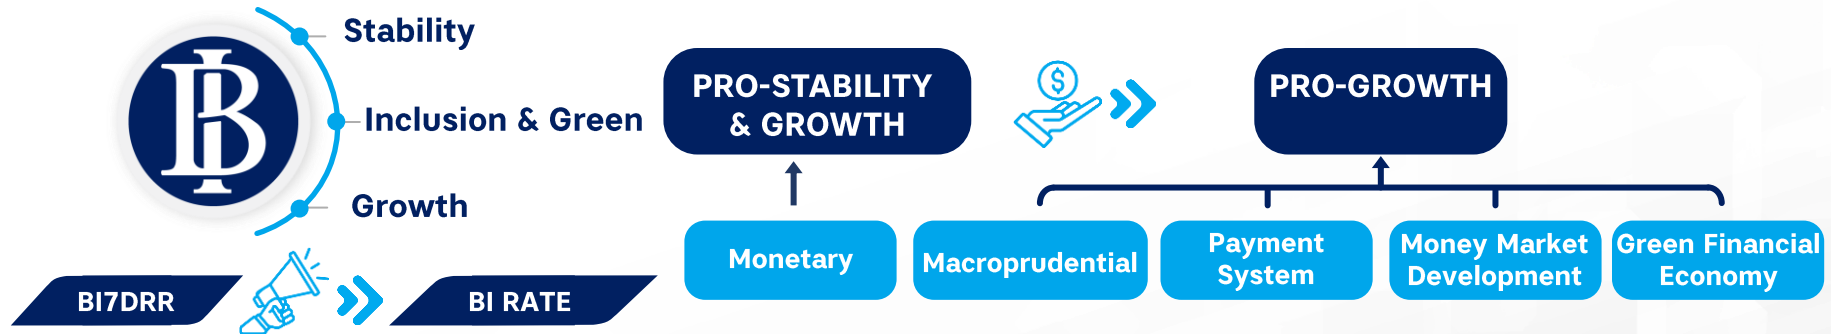 BI
Stability
Inclusion & Green
Growth
BI7DRR
BI RATE
PRO-STABILITY
& GROWTH
$
PRO-GROWTH
Monetary
Macroprudential
Payment
System
Money Market
Development
Green Financial
Economy